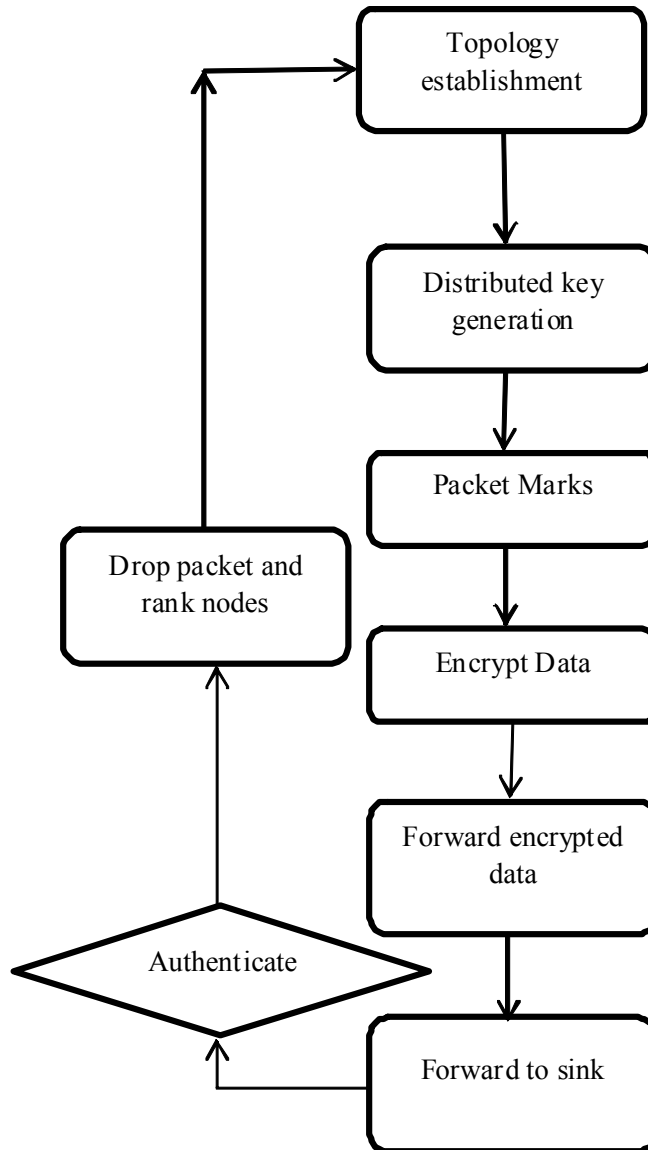 Topology
establishment
Distributed key
generation
Packet Marks
Drop packet and
rank nodes
Encrypt Data
Forward encrypted
data
Authenticate
Forward to sink